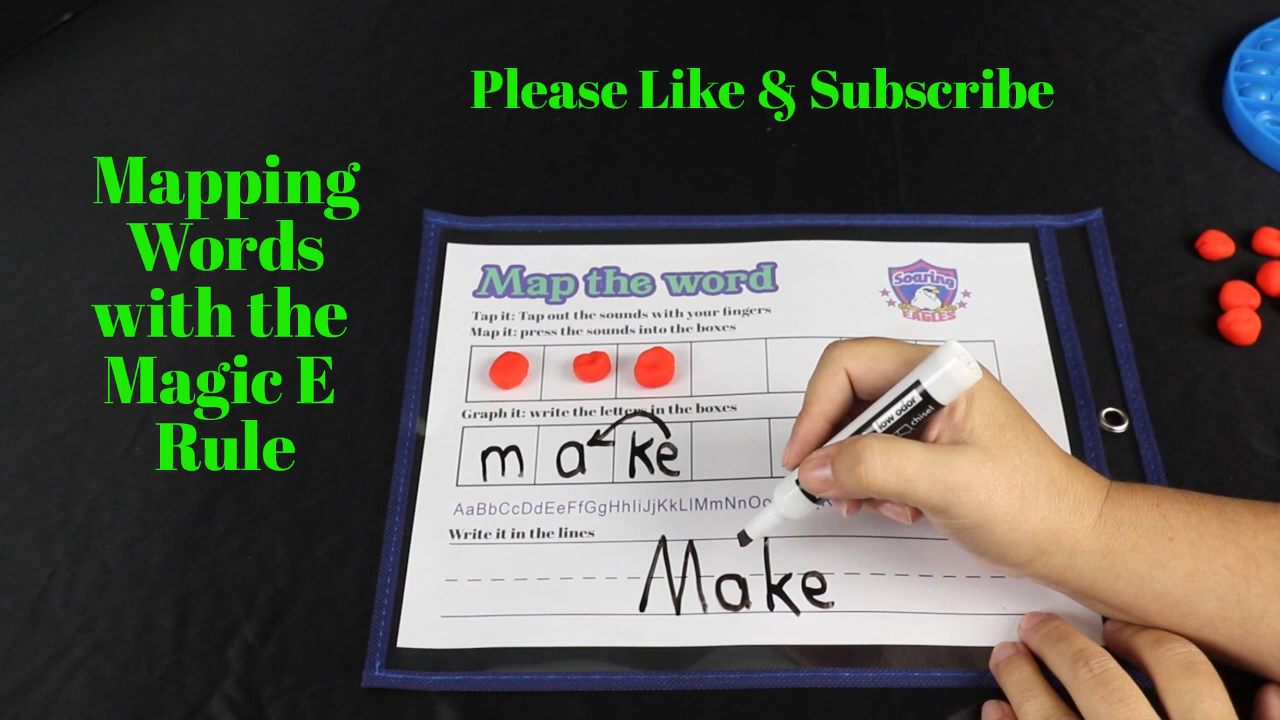 Please Like & Subscribe
Mapping
Words
with the
Magic E
Rule
Map the word
Soaring
EAGLES
Tap it: Tap out the sounds with your fingers
Map it: press the sounds into the boxes
Graph it: write the letters in the boxes
m a ke
AaBbCcDdEeFfGgHhIiJjKkLlMmNnOo
Write it in the lines
Make
low odor
chisel